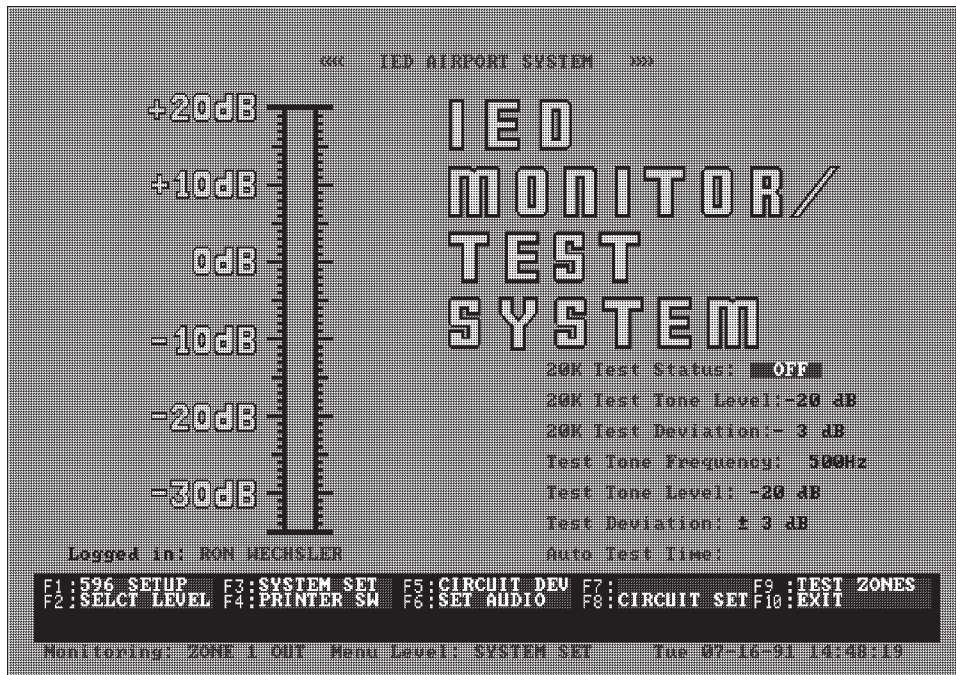 «« IED AIRPORT SYSTEM »»
+20dB
+10dB
0dB
-10dB
-20dB
-30dB
IED
MONITOR/
TEST
SYSTEM
20K Test Status: OFF
20K Test Tone Level:-20 dB
20K Test Deviation:- 3 dB
Test Tone Frequency: 500Hz
Test Tone Level: -20 dB
Test Deviation: ± 3 dB
Auto Test Time:
Logged in: RON WECHSLER
F1:596 SETUP F3:SYSTEM SET F5:CIRCUIT DEV F7: F9 :TEST ZONES
F2:SELCT LEVEL F4:PRINTER SW F6:SET AUDIO F8:CIRCUIT SET F10:EXIT
Monitoring: ZONE 1 OUT Menu Level: SYSTEM SET Tue 07-16-91 14:48:19